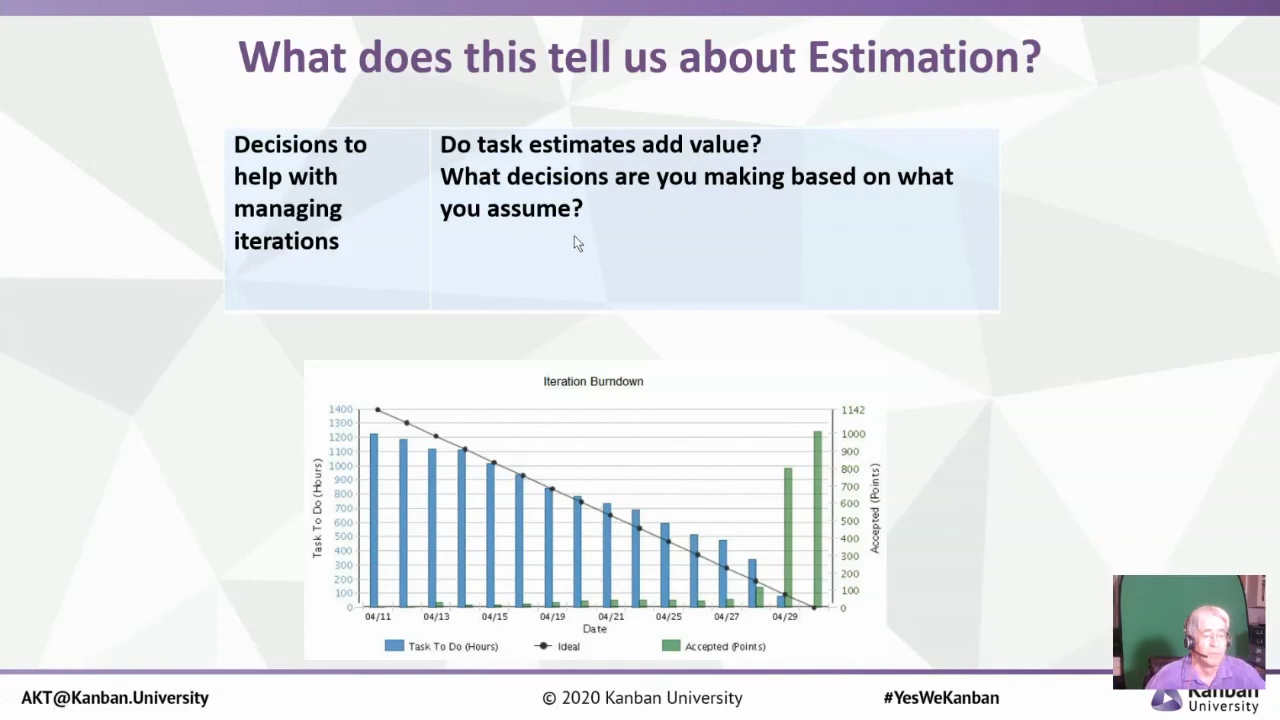 What does this tell us about Estimation?
Decisions to
help with
managing
iterations
Do task estimates add value?
What decisions are you making based on what
you assume?
Iteration Burndown
1400
1300
1200
1100
1000
900
800
700
600
500
400
300
200
100
0
Task To Do (Hours)
1142
1000
900
800
700
600
500
400
300
200
100
0
Accepted (Points)
04/11 04/13 04/15 04/19 04/21 04/25 04/27 04/29
Date
Task To Do (Hours) Ideal Accepted (Points)
AKT@Kanban.University © 2020 Kanban University #YesWeKanban
Kanban
University